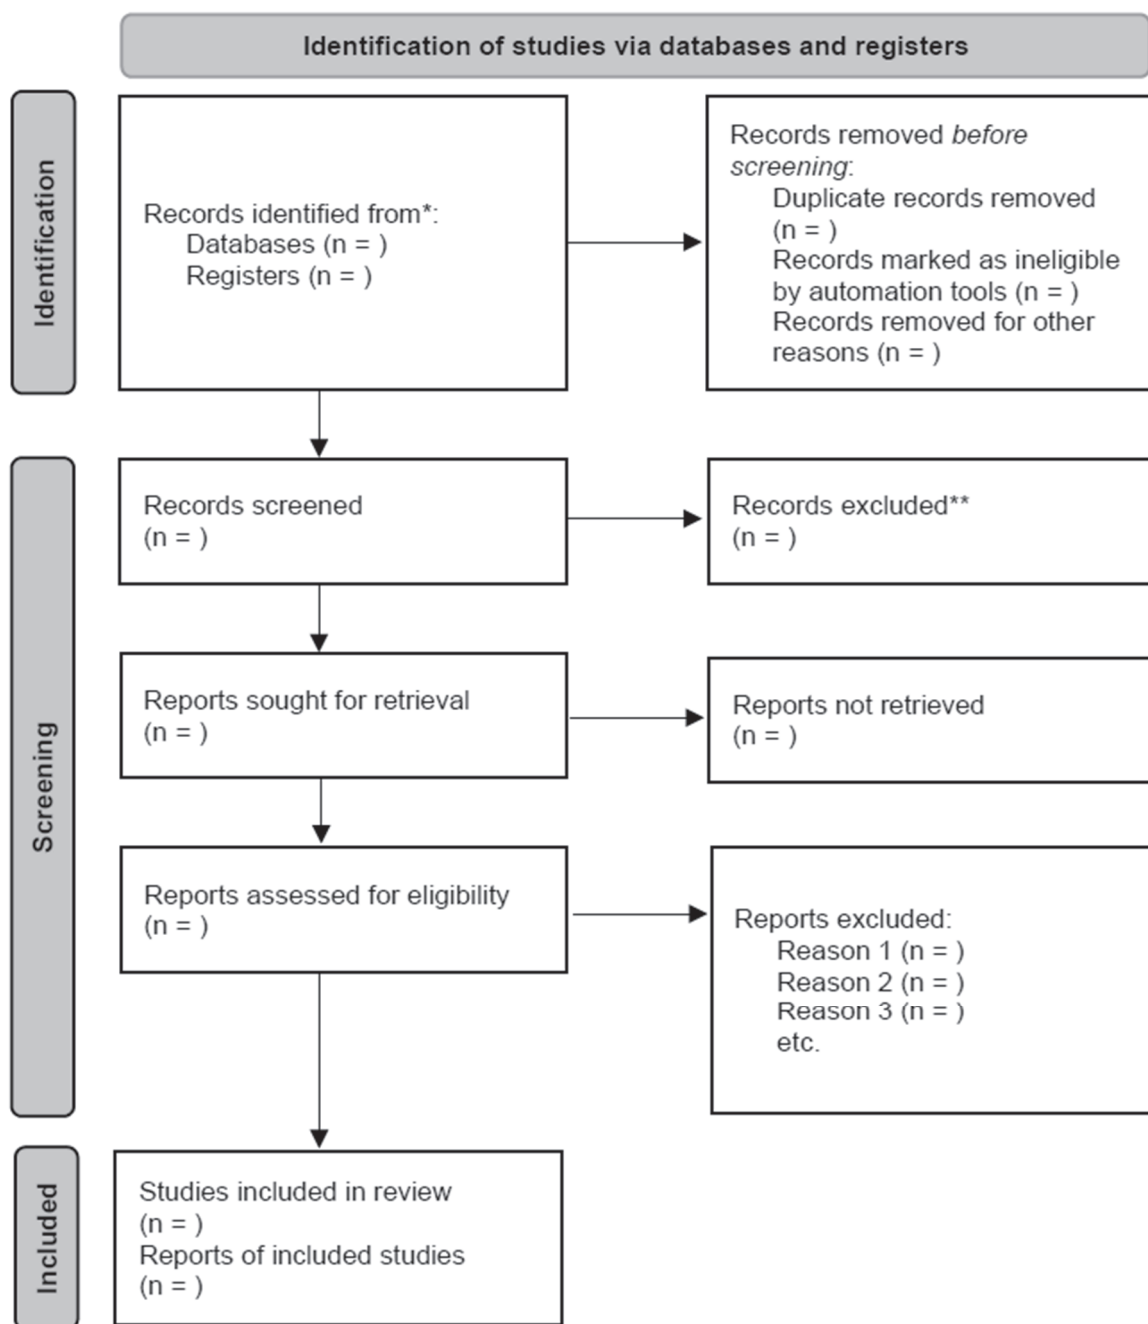 Identification of studies via databases and registers
Identification
Records identified from*:
Databases (n = )
Registers (n = )
Records removed before
screening:
Duplicate records removed
(n = )
Records marked as ineligible
by automation tools (n = )
Records removed for other
reasons (n = )
Screening
Records screened
(n = )
Records excluded**
(n = )
Reports sought for retrieval
(n = )
Reports not retrieved
(n = )
Reports assessed for eligibility
(n = )
Reports excluded:
Reason 1 (n = )
Reason 2 (n = )
Reason 3 (n = )
etc.
Included
Studies included in review
(n = )
Reports of included studies
(n = )